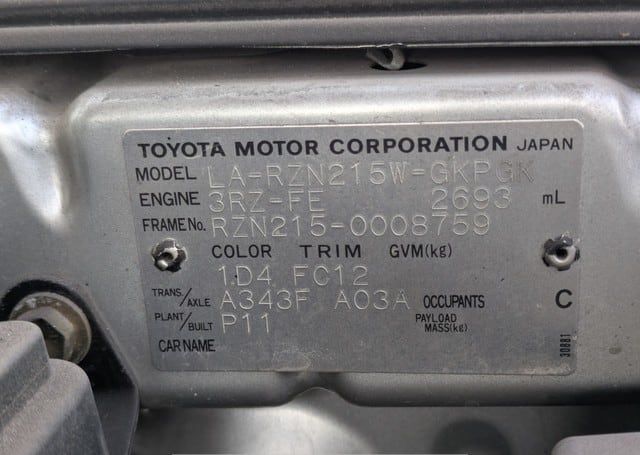 TOYOTA MOTOR CORPORATION JAPAN
MODEL LA-RZN215W-GKPGK
ENGINE 3RZ-FE 2693 mL
FRAME No. RZN215-0008759
COLOR TRIM GVM(kg)
1D4 FC12
TRANS/AXLE A343F A03A OCCUPANTS C
PLANT/BUILT P11 PAYLOAD MASS(kg)
CAR NAME
30881